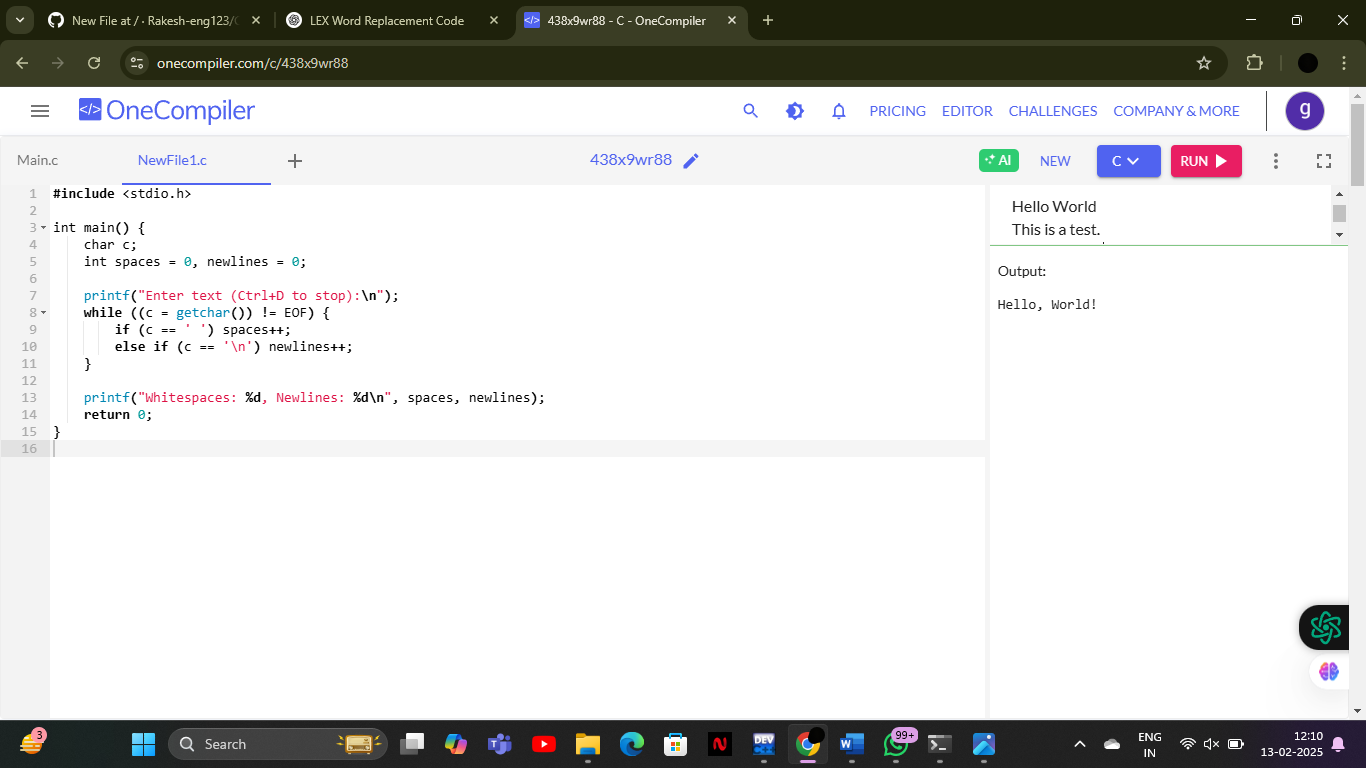 New File at / · Rakesh-eng123/C
LEX Word Replacement Code
438x9wr88 - C - OneCompiler
onecompiler.com/c/438x9wr88
</> OneCompiler
PRICING EDITOR CHALLENGES COMPANY & MORE g
Main.c NewFile1.c + 438x9wr88 AI NEW C RUN
1 #include <stdio.h>
2
3 int main() {
4     char c;
5     int spaces = 0, newlines = 0;
6
7     printf("Enter text (Ctrl+D to stop):\n");
8     while ((c = getchar()) != EOF) {
9         if (c == ' ') spaces++;
10         else if (c == '\n') newlines++;
11     }
12
13     printf("Whitespaces: %d, Newlines: %d\n", spaces, newlines);
14     return 0;
15 }
16
Hello World
This is a test.
Output:
Hello, World!
3
Search
DEV
99+
ENG
IN
12:10
13-02-2025